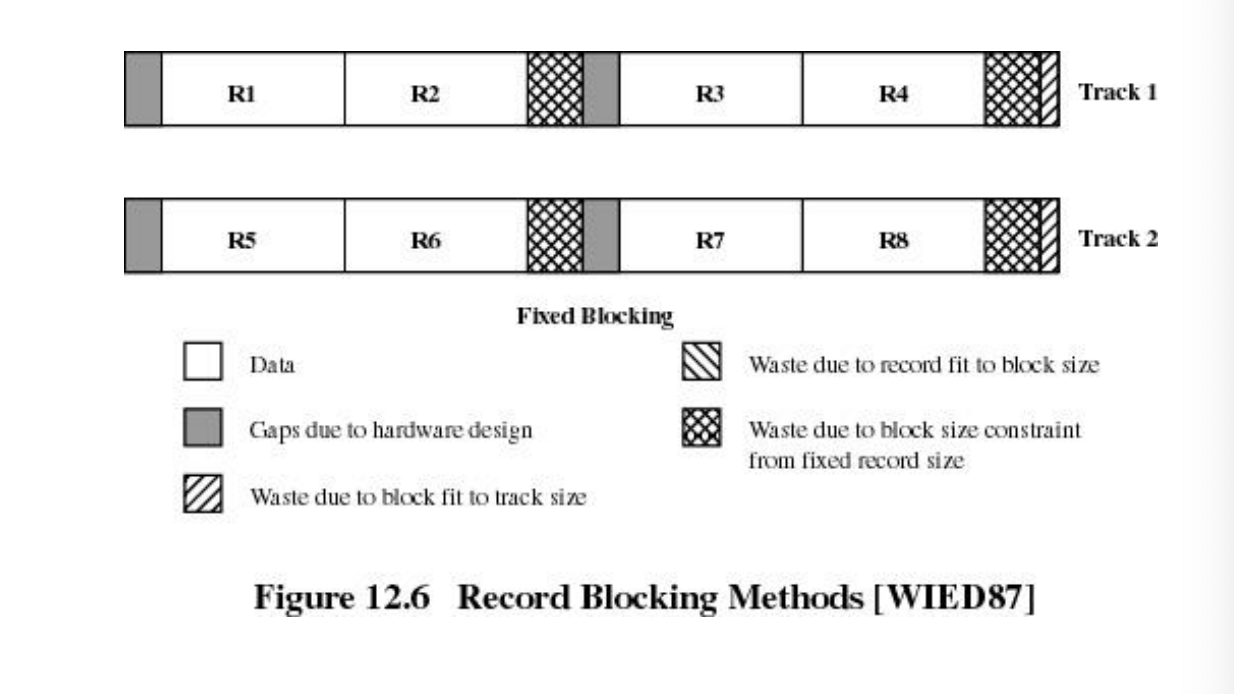 R1 R2 R3 R4 Track 1
R5 R6 R7 R8 Track 2
Fixed Blocking
Data
Waste due to record fit to block size
Gaps due to hardware design
Waste due to block size constraint
from fixed record size
Waste due to block fit to track size
Figure 12.6 Record Blocking Methods [WIED87]